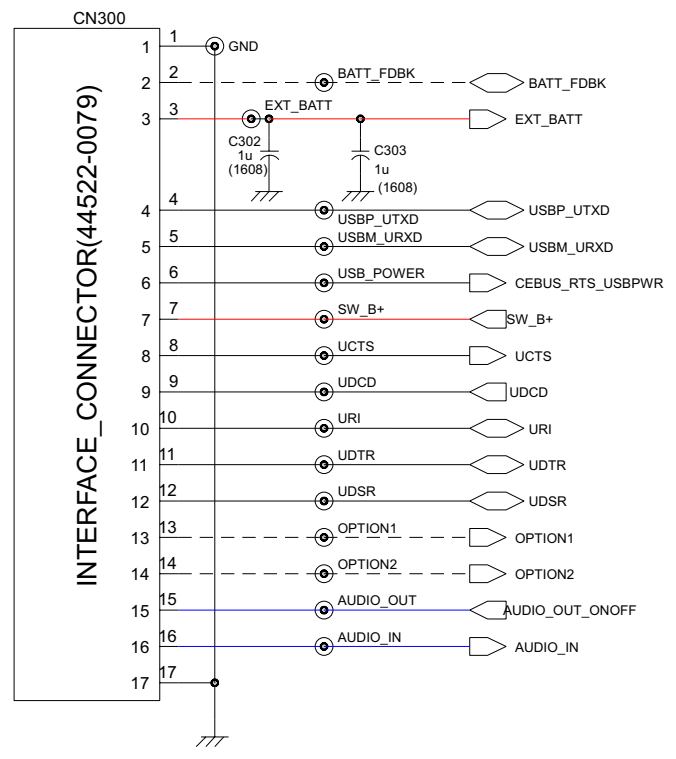 CN300
INTERFACE_CONNECTOR(44522-0079)
1 1 GND
2 2 BATT_FDBK BATT_FDBK
3 3 EXT_BATT EXT_BATT
C302
1u
(1608)
C303
1u
(1608)
4 4 USBP_UTXD USBP_UTXD
5 5 USBM_URXD USBM_URXD
6 6 USB_POWER CEBUS_RTS_USBPWR
7 7 SW_B+ SW_B+
8 8 UCTS UCTS
9 9 UDCD UDCD
10 10 URI URI
11 11 UDTR UDTR
12 12 UDSR UDSR
13 13 OPTION1 OPTION1
14 14 OPTION2 OPTION2
15 15 AUDIO_OUT AUDIO_OUT_ONOFF
16 16 AUDIO_IN AUDIO_IN
17 17